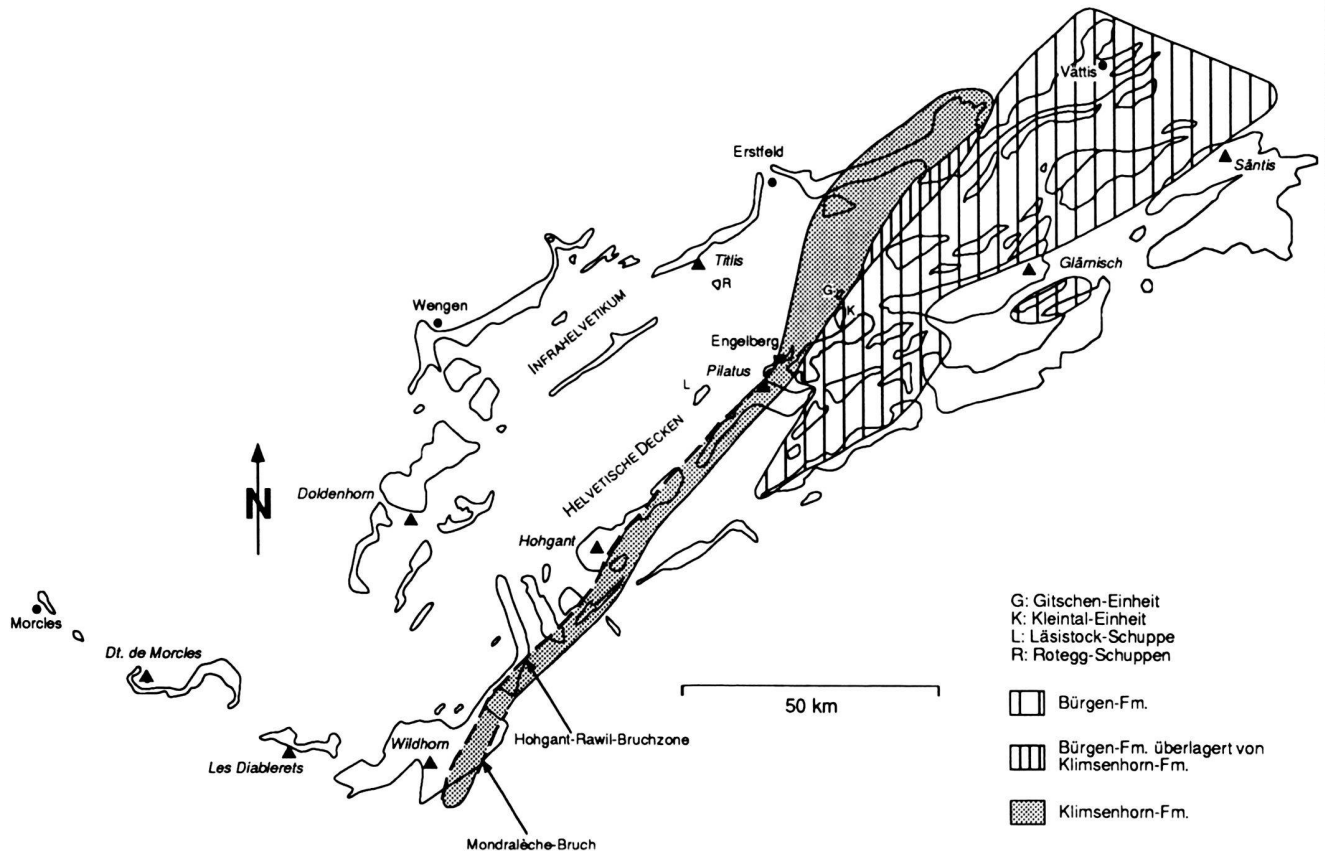 Vättis
Säntis
Erstfeld
Titlis
R
Glärnisch
G
K
Wengen
INFRAHELVETIKUM
Engelberg
Pilatus
L
HELVETISCHE DECKEN
N
Doldenhorn
Hohgant
Morcles
Dt. de Morcles
Wildhorn
Les Diablerets
Hohgant-Rawil-Bruchzone
Mondralèche-Bruch
50 km
G: Gitschen-Einheit
K: Kleintal-Einheit
L: Läsistock-Schuppe
R: Rotegg-Schuppen
Bürgen-Fm.
Bürgen-Fm. überlagert von
Klimsenhorn-Fm.
Klimsenhorn-Fm.